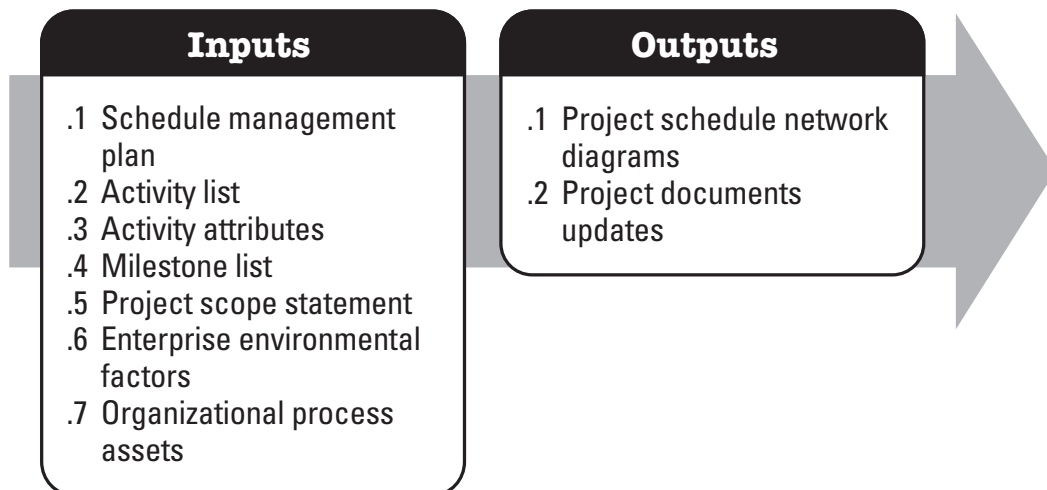 Inputs
.1 Schedule management
plan
.2 Activity list
.3 Activity attributes
.4 Milestone list
.5 Project scope statement
.6 Enterprise environmental
factors
.7 Organizational process
assets
Outputs
.1 Project schedule network
diagrams
.2 Project documents
updates